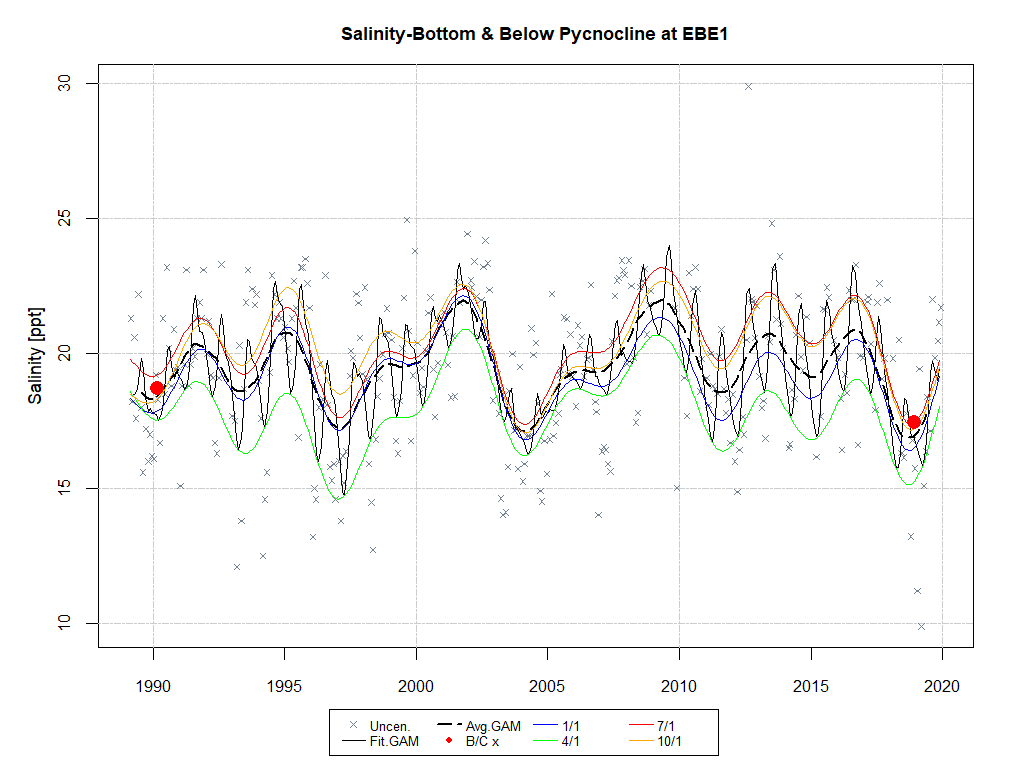 Salinity-Bottom & Below Pycnocline at EBE1
Salinity [ppt]
30
25
20
15
10
1990 1995 2000 2005 2010 2015 2020
Uncen. Avg.GAM 1/1 7/1
Fit.GAM B/C x 4/1 10/1